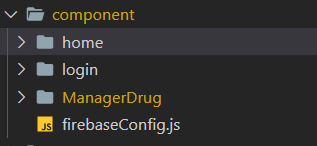 component
home
login
ManagerDrug
JS firebaseConfig.js